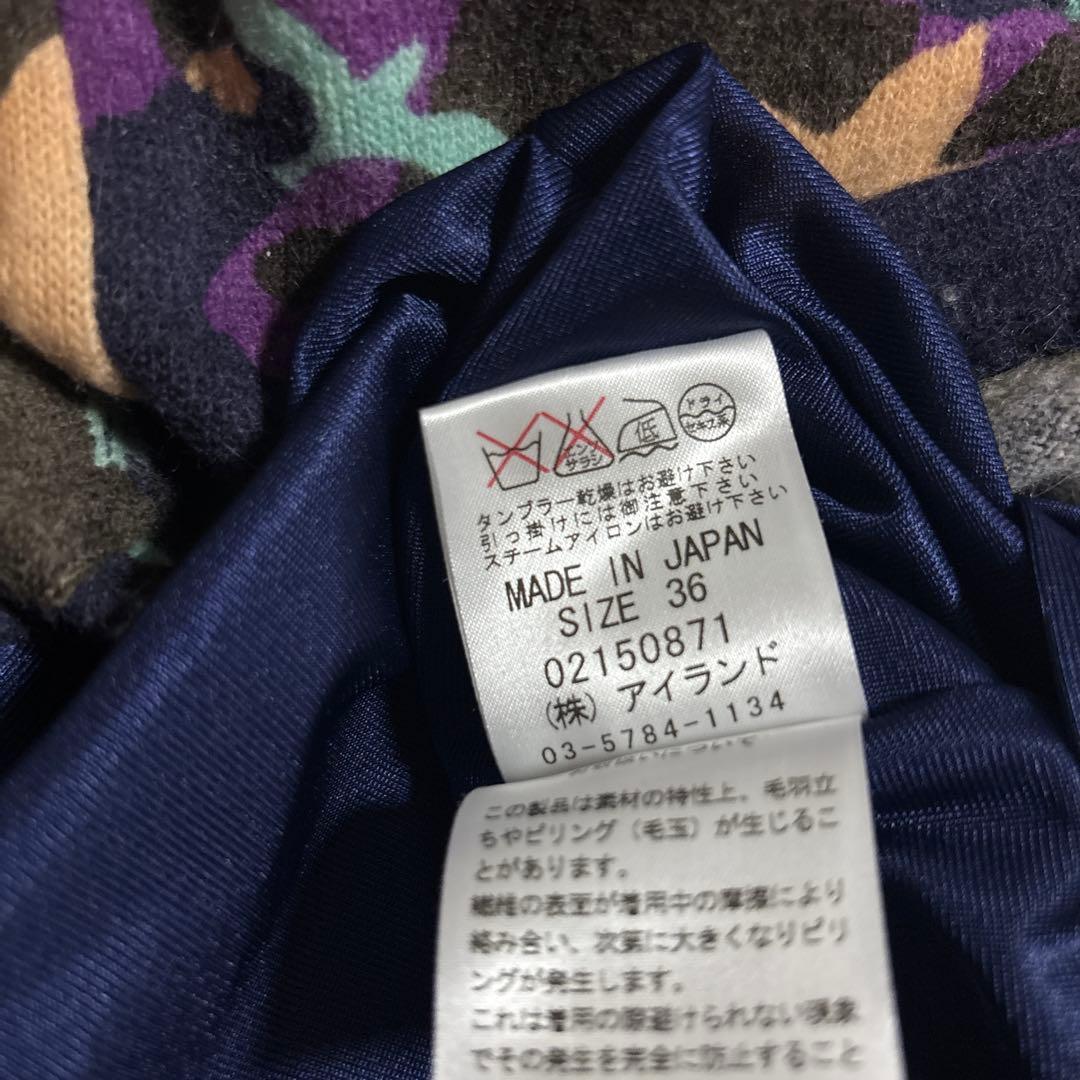 エンソ
サラシ
低
ドライ
セキユ系
タンブラー乾燥はお避け下さい
引っ掛けには御注意下さい
スチームアイロンはお避け下さい
MADE IN JAPAN
SIZE 36
02150871
(株) アイランド
03-5784-1134
この製品は素材の特性上、毛羽立
ちやピリング（毛玉）が生じるこ
とがあります。
繊維の表面が着用中の摩擦により
絡み合い、次第に大きくなりピリ
ングが発生します。
これは着用の際避けられない現象
でその発生を完全に防止すること